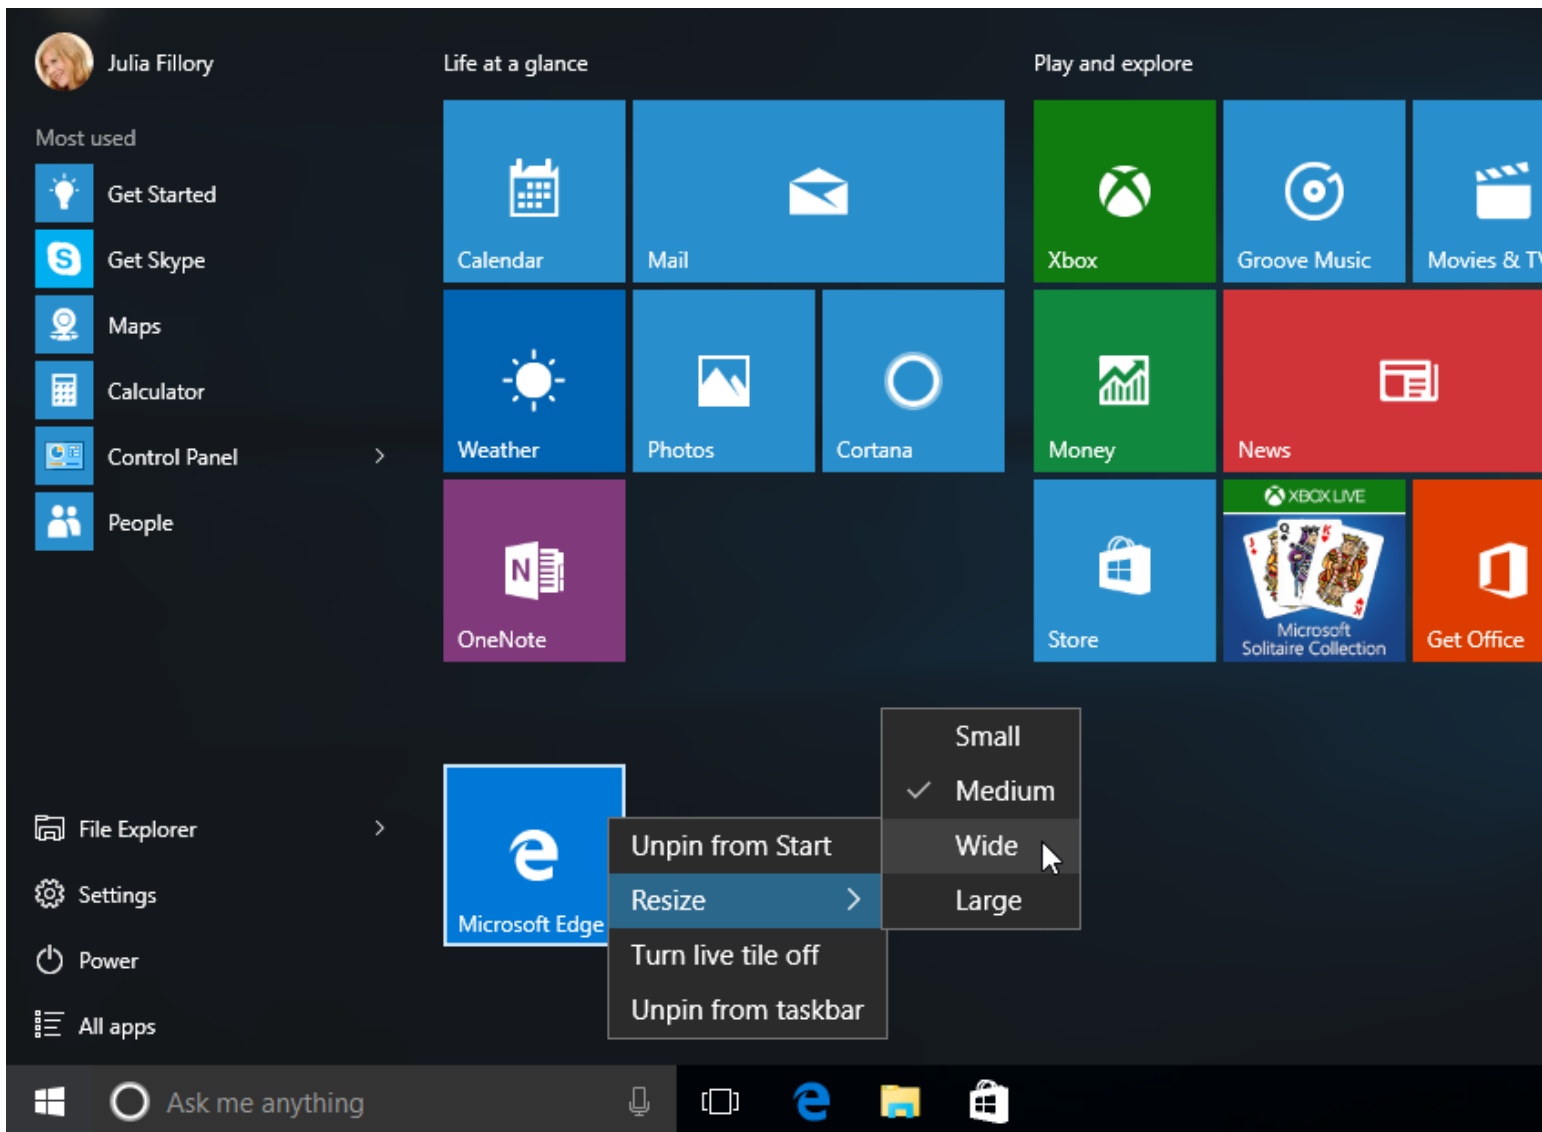 Julia Fillory
Most used
Get Started
Get Skype
Maps
Calculator
Control Panel
People
File Explorer
Settings
Power
All apps
Life at a glance
Calendar
Mail
Weather
Photos
Cortana
OneNote
Microsoft Edge
Play and explore
Xbox
Groove Music
Movies & TV
Money
News
Store
XBOX LIVE
Microsoft
Solitaire Collection
Get Office
Unpin from Start
Resize
Turn live tile off
Unpin from taskbar
Small
Medium
Wide
Large
Ask me anything